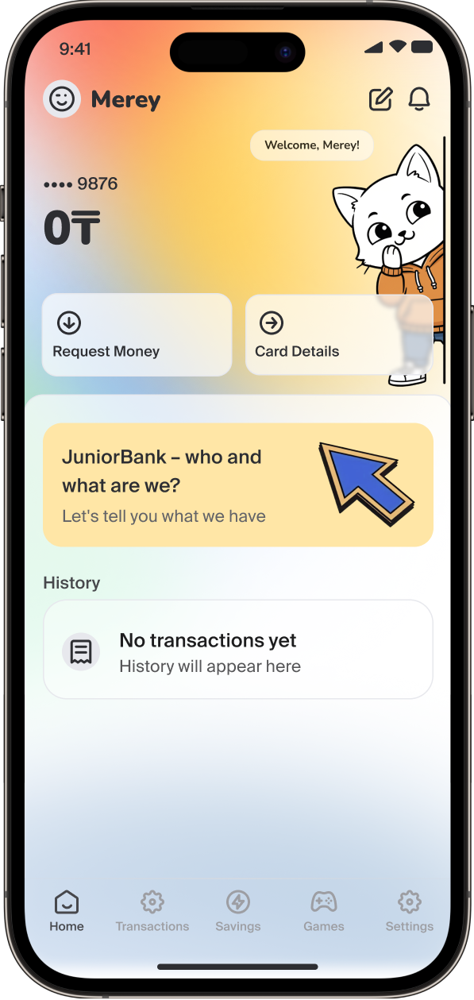 9:41
Merey
Welcome, Merey!
•••• 9876
0₸
Request Money
Card Details
JuniorBank – who and
what are we?
Let's tell you what we have
History
No transactions yet
History will appear here
Home
Transactions
Savings
Games
Settings